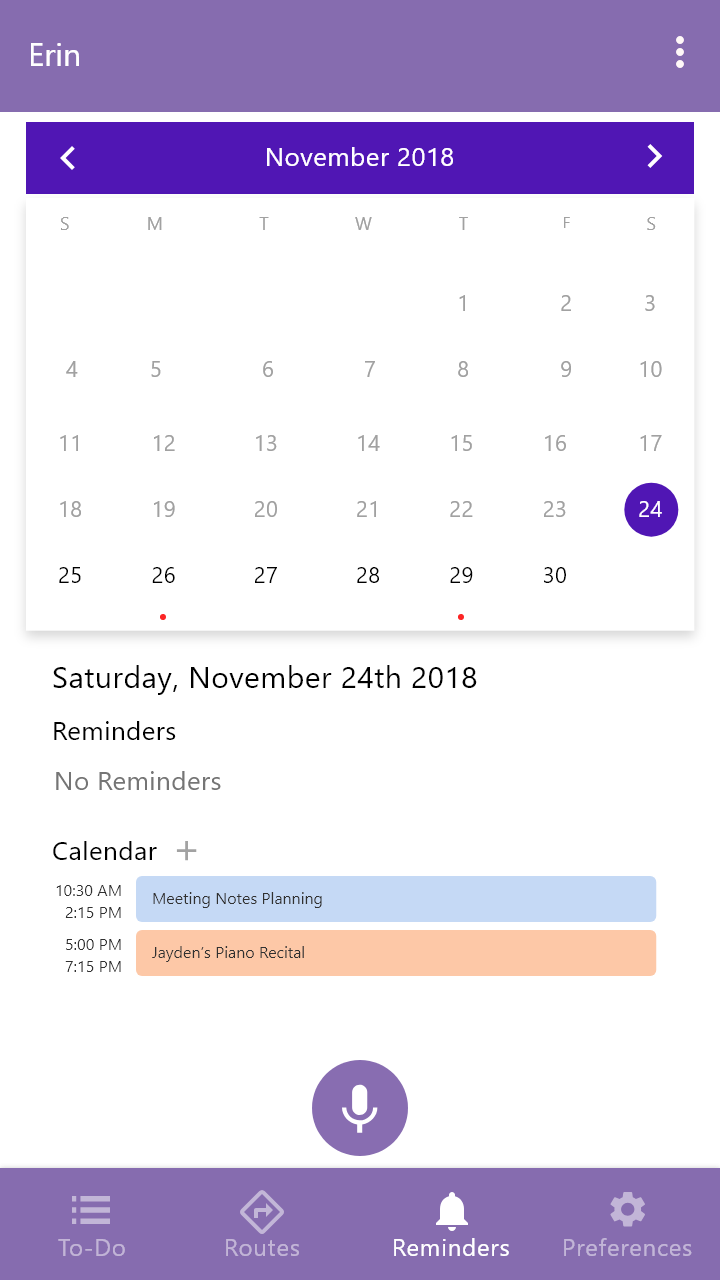 Erin
November 2018
S M T W T F S
1 2 3
4 5 6 7 8 9 10
11 12 13 14 15 16 17
18 19 20 21 22 23 24
25 26 27 28 29 30
Saturday, November 24th 2018
Reminders
No Reminders
Calendar +
10:30 AM
2:15 PM
Meeting Notes Planning
5:00 PM
7:15 PM
Jayden's Piano Recital
To-Do Routes Reminders Preferences